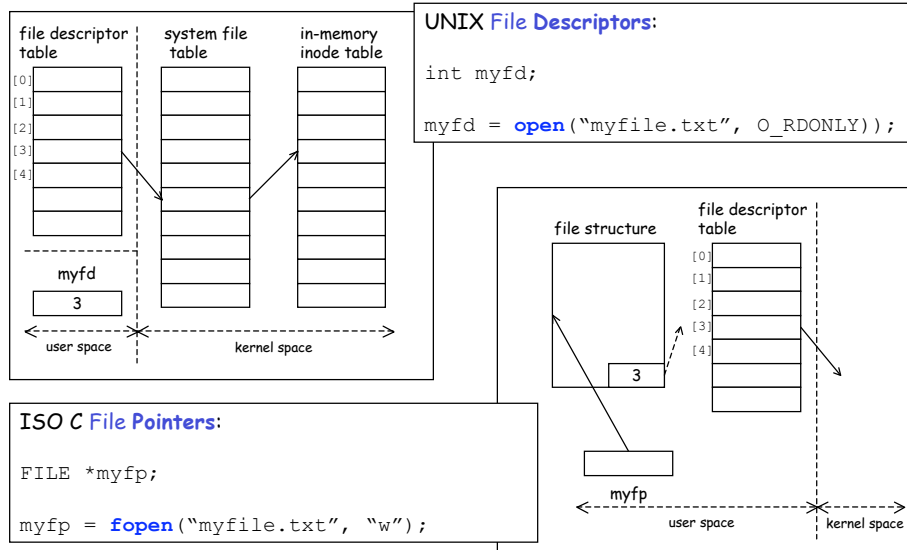 file descriptor
table
system file
table
in-memory
inode table
[0]
[1]
[2]
[3]
[4]
myfd
3
user space
kernel space
UNIX File Descriptors:
int myfd;
myfd = open(“myfile.txt”, O_RDONLY));
file structure
file descriptor
table
[0]
[1]
[2]
[3]
[4]
3
myfp
user space
kernel space
ISO C File Pointers:
FILE *myfp;
myfp = fopen(“myfile.txt”, “w”);